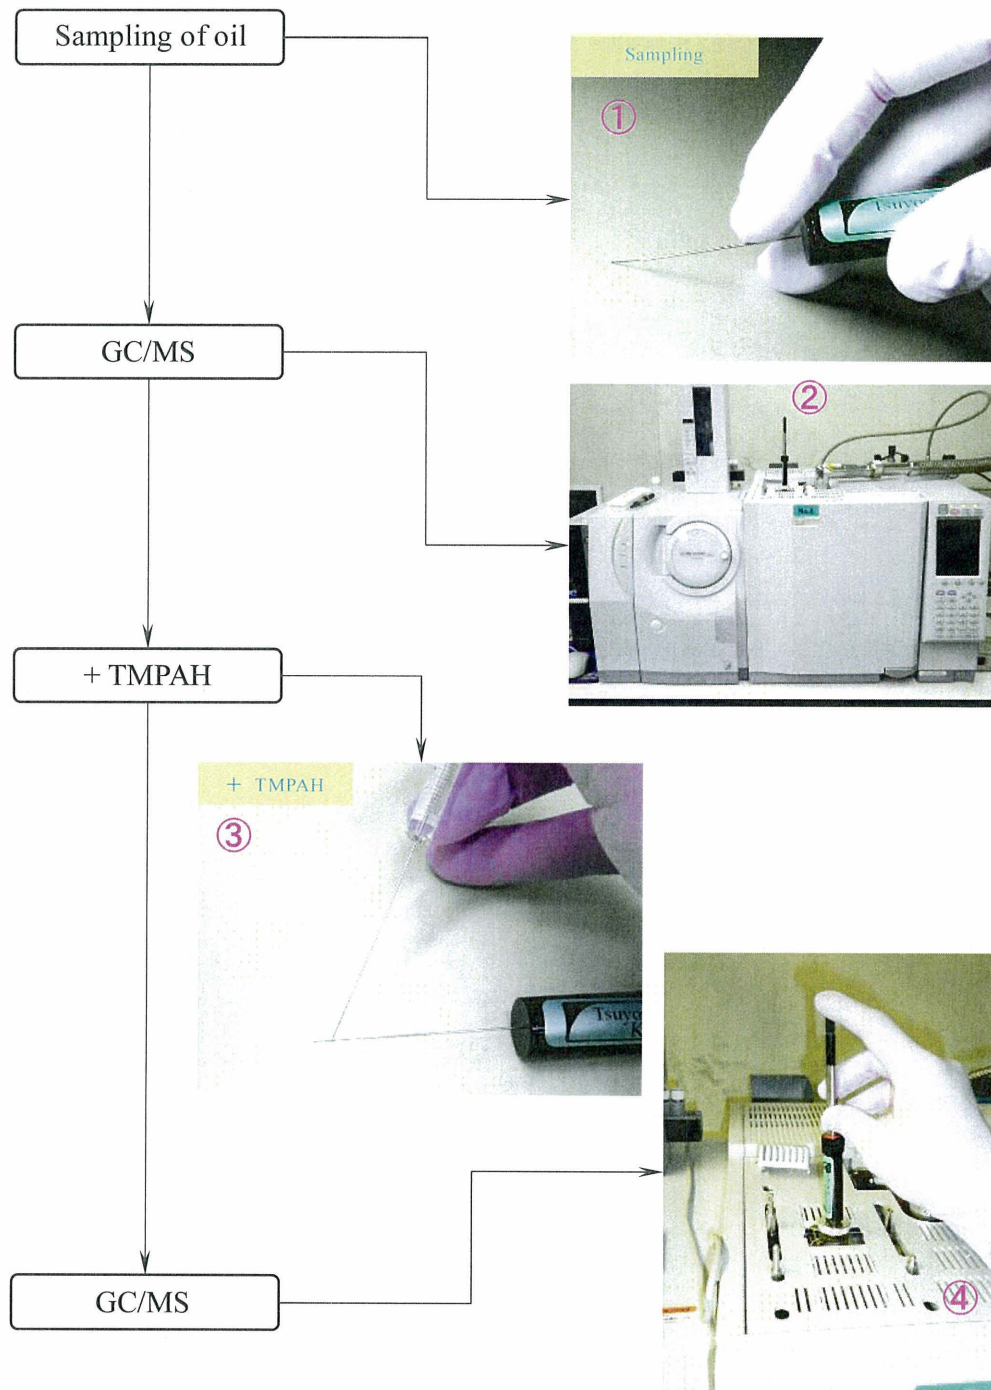 Sampling of oil
Sampling
①
GC/MS
②
+ TMPAH
+ TMPAH
③
GC/MS
④